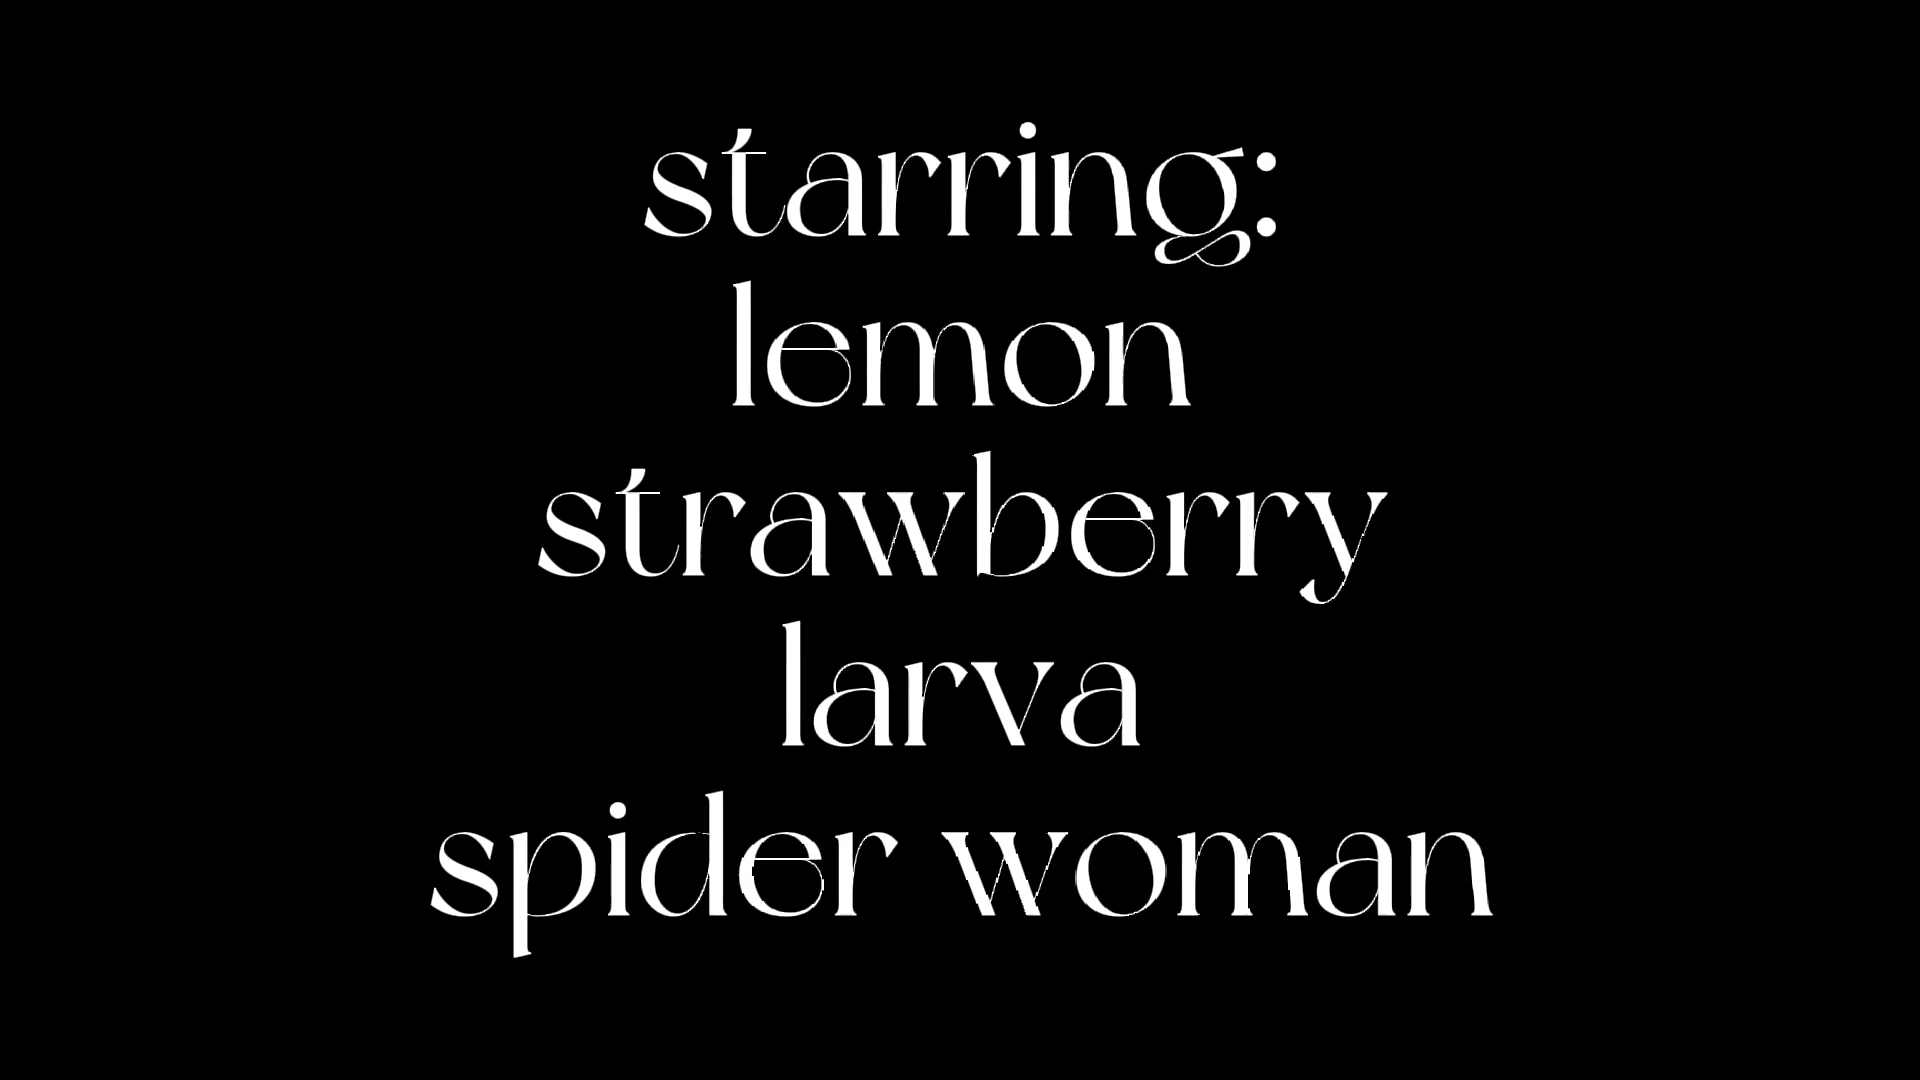 starring:
lemon
strawberry
larva
spider woman